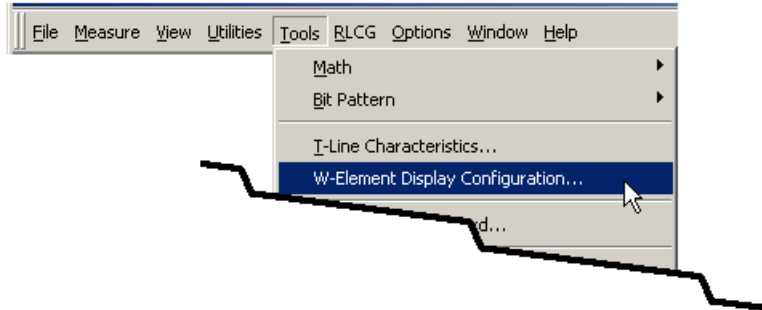 File Measure View Utilities Tools RLCG Options Window Help
Math
Bit Pattern
T-Line Characteristics...
W-Element Display Configuration...